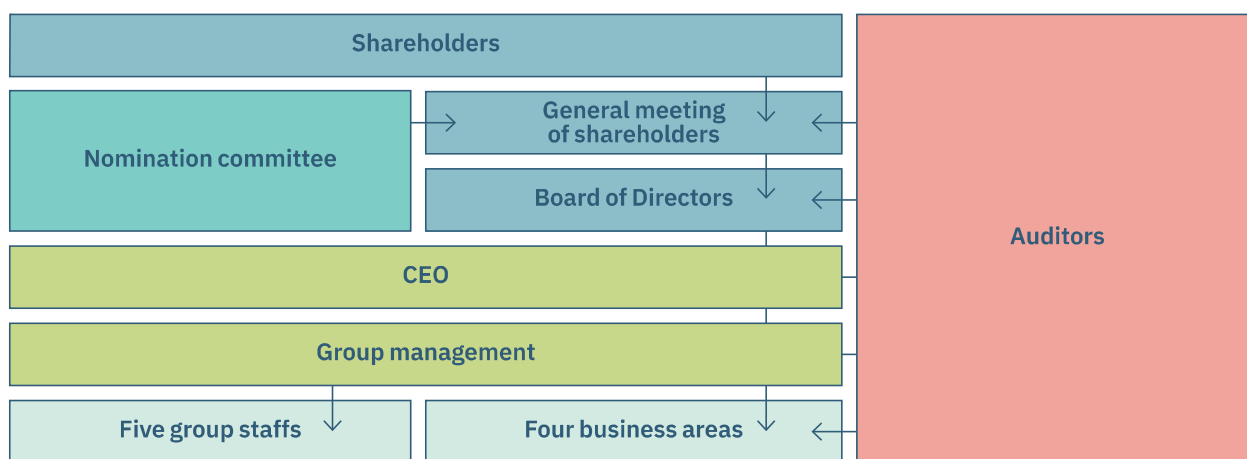 Shareholders
General meeting
of shareholders
Nomination committee
Board of Directors
Auditors
CEO
Group management
Five group staffs
Four business areas